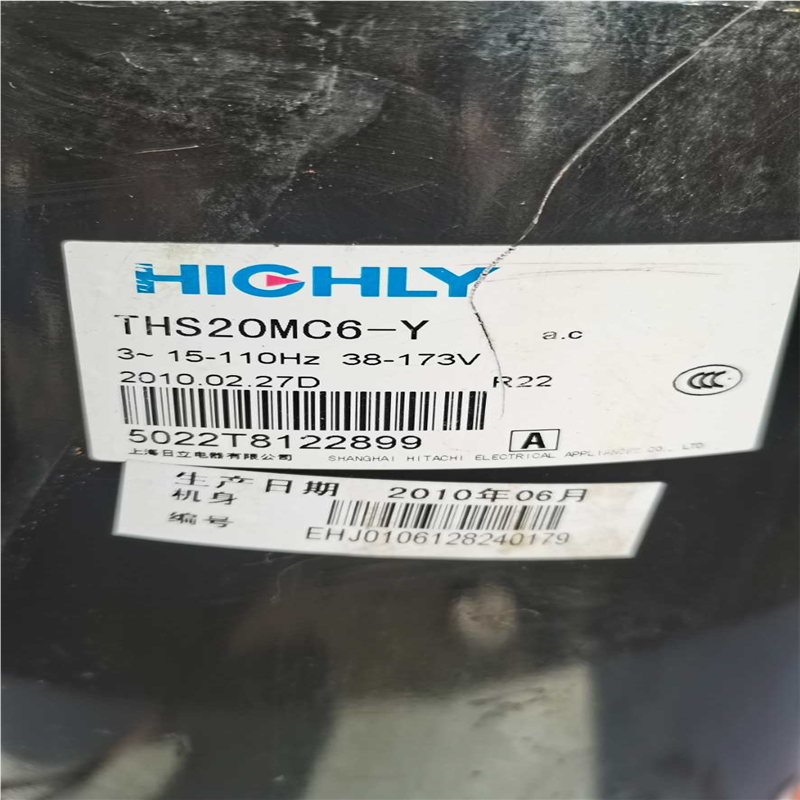 HIGHLY
THS20MC6-Y
a.c
3~ 15-110Hz 38-173V
2010.02.27D R22
5022T8122899 A
上海日立电器有限公司 SHANGHAI HITACHI ELECTRICAL APPLIANCES CO., LTD.
生产日期 2010年06月
机身
编号
EHJ0106128240179